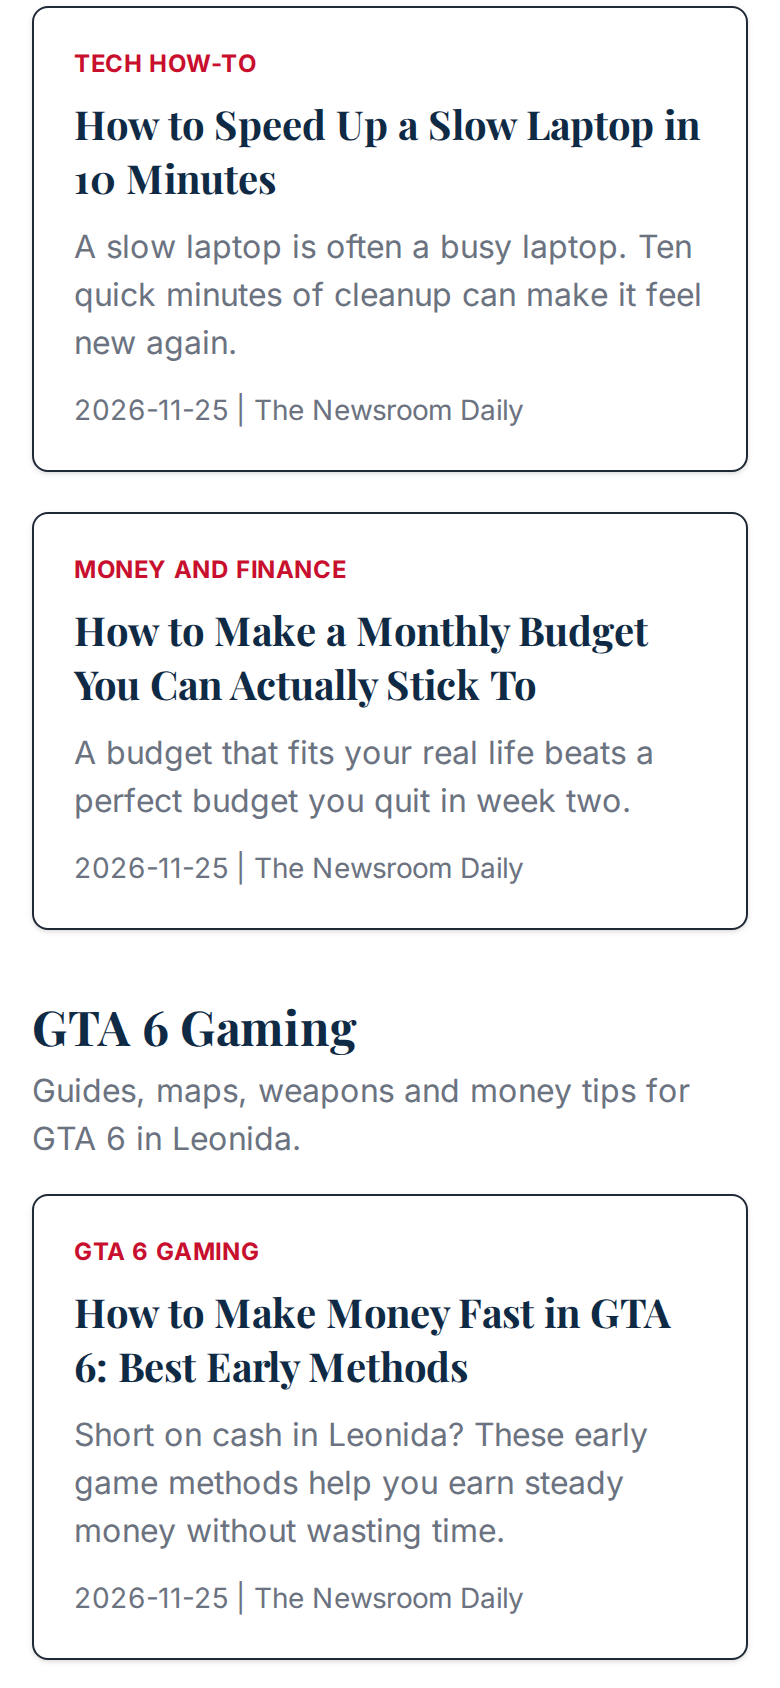 TECH HOW-TO
How to Speed Up a Slow Laptop in
10 Minutes
A slow laptop is often a busy laptop. Ten
quick minutes of cleanup can make it feel
new again.
2026-11-25 | The Newsroom Daily
MONEY AND FINANCE
How to Make a Monthly Budget
You Can Actually Stick To
A budget that fits your real life beats a
perfect budget you quit in week two.
2026-11-25 | The Newsroom Daily
GTA 6 Gaming
Guides, maps, weapons and money tips for
GTA 6 in Leonida.
GTA 6 GAMING
How to Make Money Fast in GTA
6: Best Early Methods
Short on cash in Leonida? These early
game methods help you earn steady
money without wasting time.
2026-11-25 | The Newsroom Daily